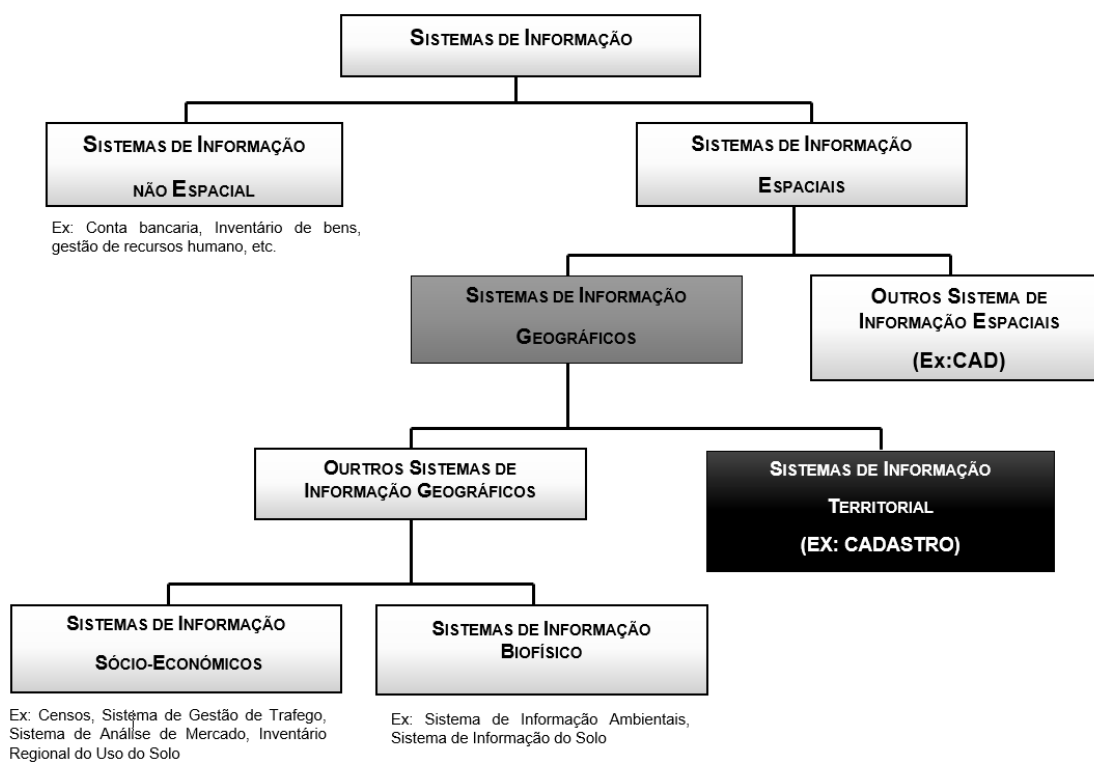 SISTEMAS DE INFORMAÇÃO
SISTEMAS DE INFORMAÇÃO
NÃO ESPACIAL
SISTEMAS DE INFORMAÇÃO
ESPACIAIS
Ex: Conta bancaria, Inventário de bens,
gestão de recursos humano, etc.
SISTEMAS DE INFORMAÇÃO
GEOGRÁFICOS
OUTROS SISTEMA DE
INFORMAÇÃO ESPACIAIS
(Ex:CAD)
OURTROS SISTEMAS DE
INFORMAÇÃO GEOGRÁFICOS
SISTEMAS DE INFORMAÇÃO
TERRITORIAL
(EX: CADASTRO)
SISTEMAS DE INFORMAÇÃO
SÓCIO-ECONÓMICOS
SISTEMAS DE INFORMAÇÃO
BIOFÍSICO
Ex: Censos, Sistema de Gestão de Trafego,
Sistema de Análise de Mercado, Inventário
Regional do Uso do Solo
Ex: Sistema de Informação Ambientais,
Sistema de Informação do Solo